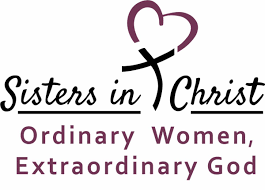 Sisters in Christ
Ordinary Women,
Extraordinary God